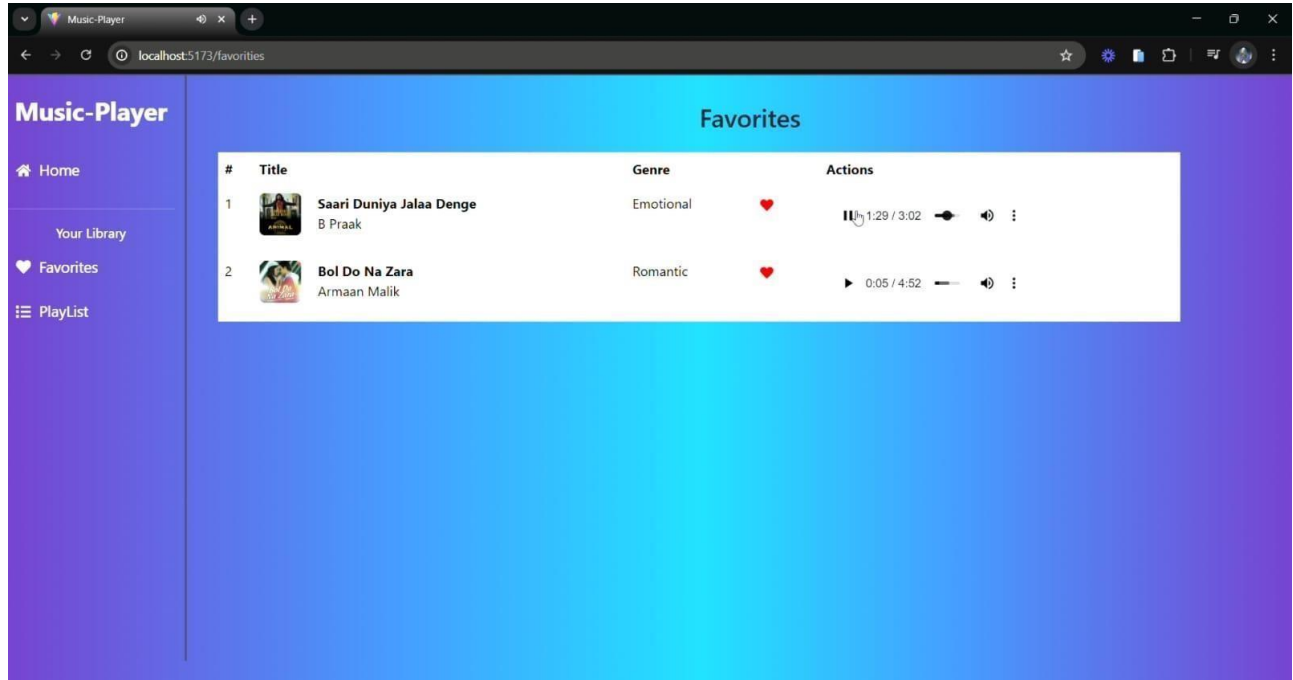 Music-Player
localhost:5173/favorities
Music-Player
Home
Your Library
Favorites
PlayList
Favorites
# Title Genre Actions
1 Saari Duniya Jalaa Denge Emotional 1:29 / 3:02
B Praak
ANIMAL
2 Bol Do Na Zara Romantic 0:05 / 4:52
Armaan Malik